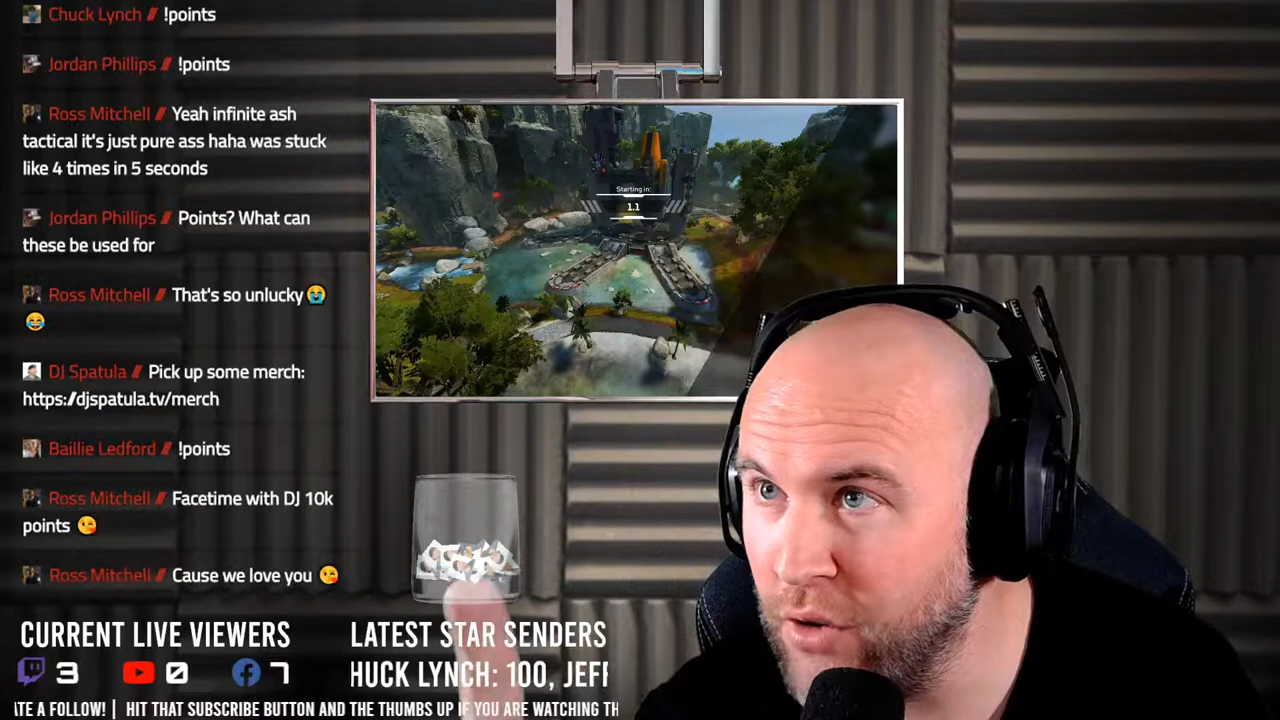 Chuck Lynch // !points
Jordan Phillips // !points
Ross Mitchell // Yeah infinite ash
tactical it's just pure ass haha was stuck
like 4 times in 5 seconds
Jordan Phillips // Points? What can
these be used for
Ross Mitchell // That's so unlucky 😭
😂
DJ Spatula // Pick up some merch:
https://djspatula.tv/merch
Baillie Ledford // !points
Ross Mitchell // Facetime with DJ 10k
points 😘
Ross Mitchell // Cause we love you 😘
Starting in:
1.1
CURRENT LIVE VIEWERS
3 0 7
LATEST STAR SENDERS
HUCK LYNCH: 100, JEFF
ATE A FOLLOW! | HIT THAT SUBSCRIBE BUTTON AND THE THUMBS UP IF YOU ARE WATCHING TH